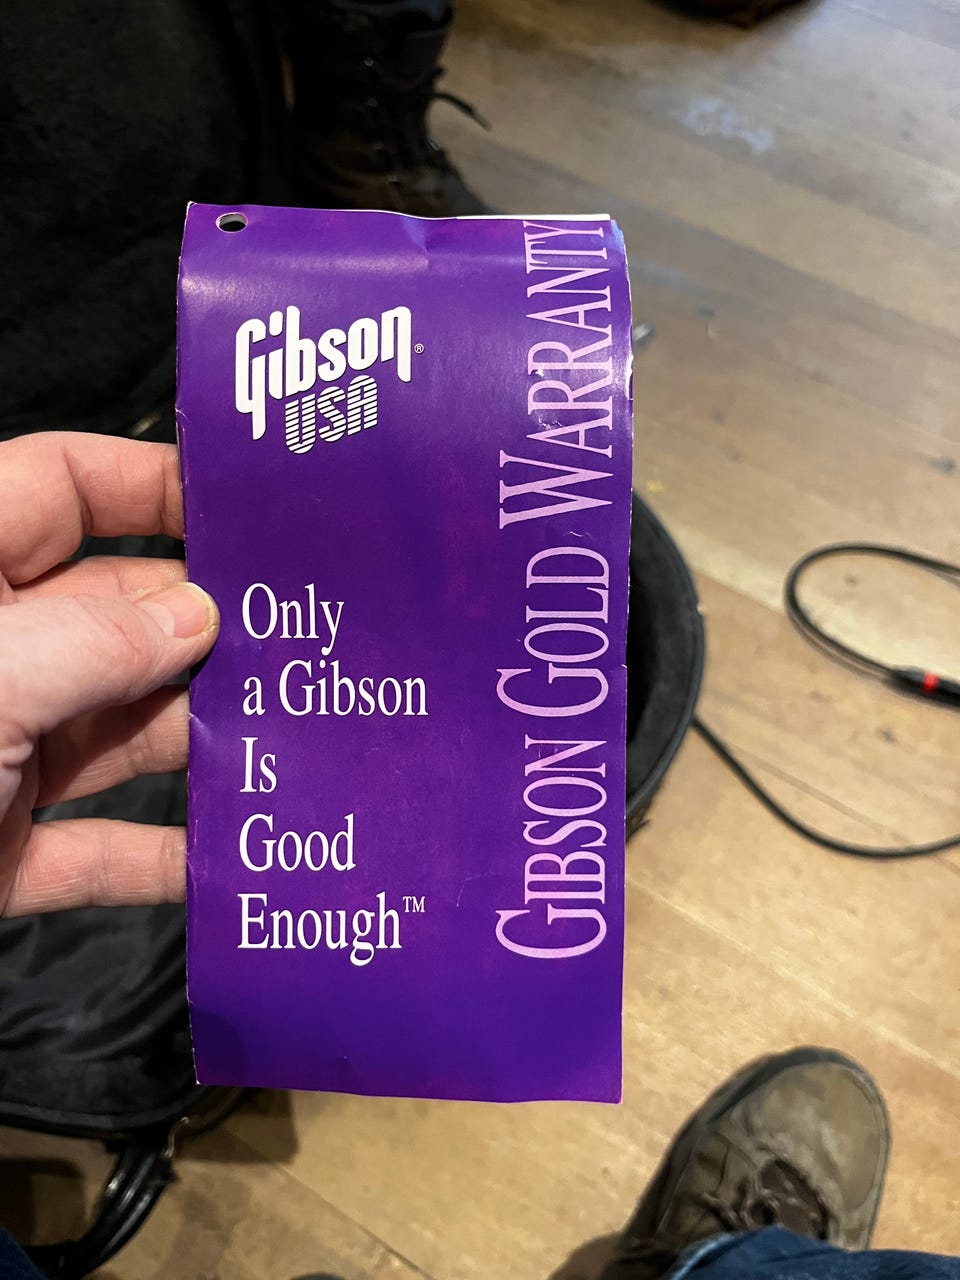 Gibson®
USA
Only
a Gibson
Is
Good
Enough™
GIBSON GOLD WARRANTY